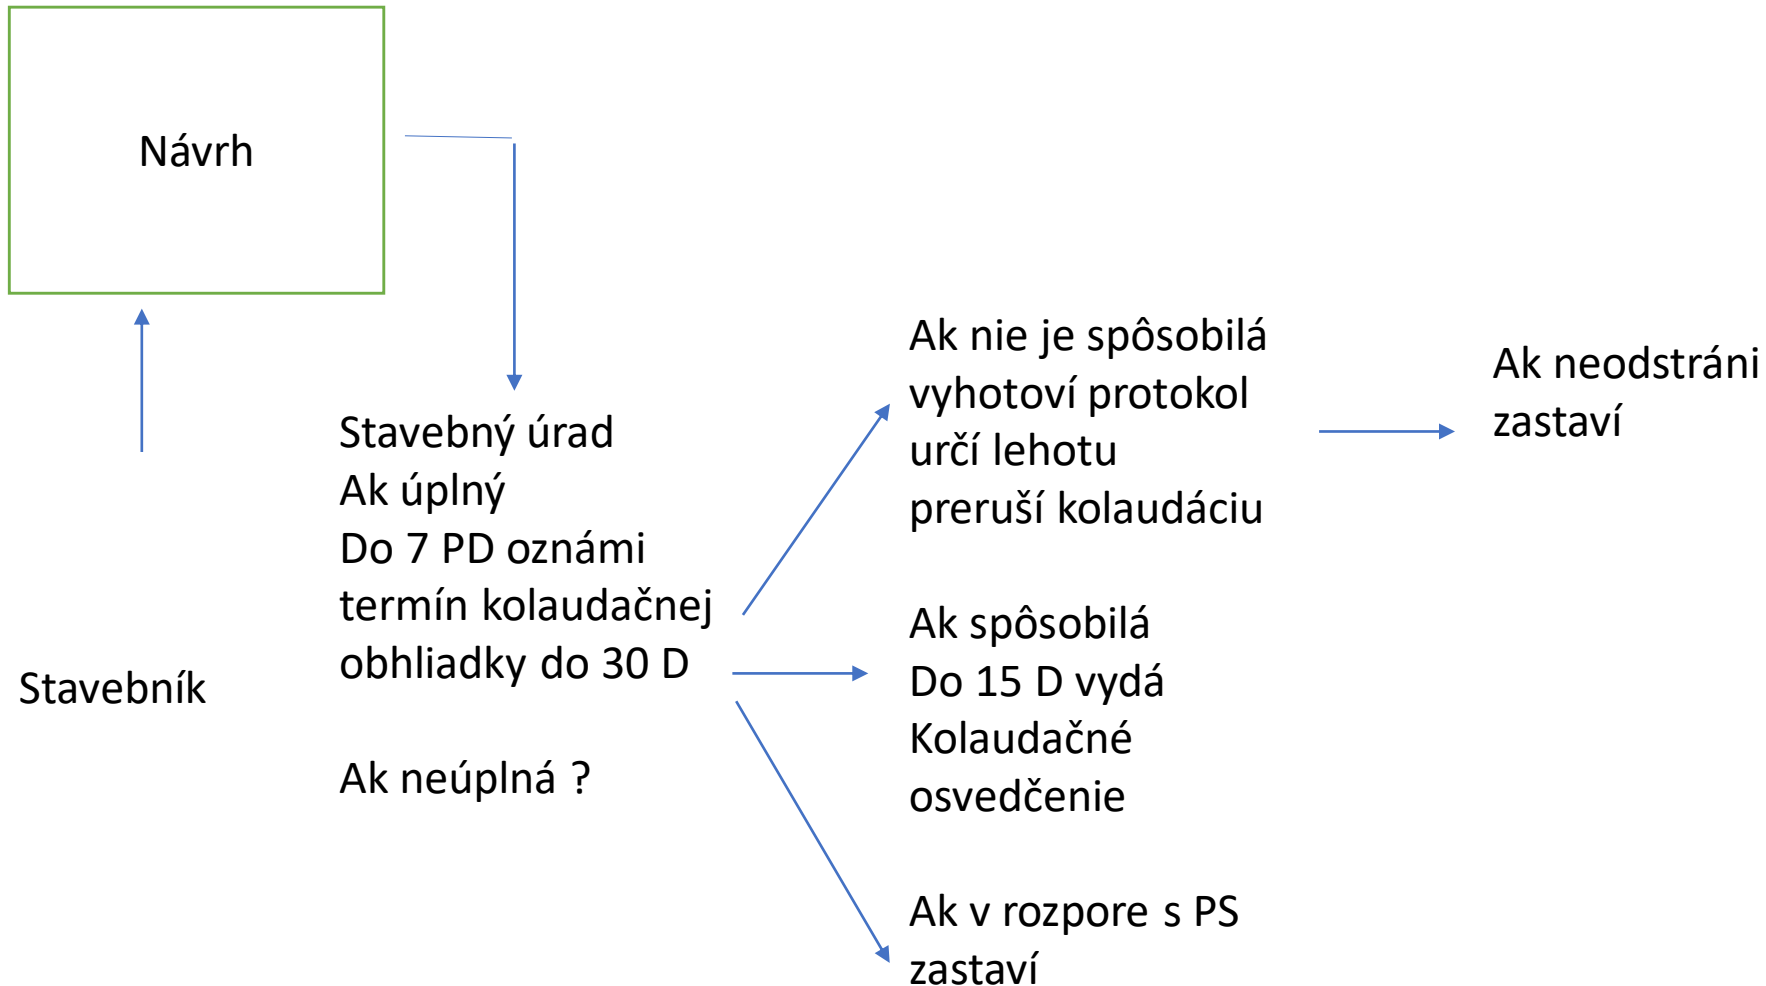 Návrh
Stavebník
Stavebný úrad
Ak úplný
Do 7 PD oznámi
termín kolaudačnej
obhliadky do 30 D
Ak neúplná ?
Ak nie je spôsobilá
vyhotoví protokol
určí lehotu
preruší kolaudáciu
Ak spôsobilá
Do 15 D vydá
Kolaudačné
osvedčenie
Ak v rozpore s PS
zastaví
Ak neodstráni
zastaví